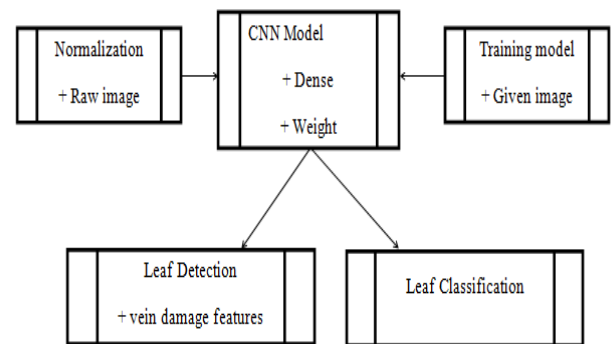 Normalization
+ Raw image
CNN Model
+ Dense
+ Weight
Training model
+ Given image
Leaf Detection
+ vein damage features
Leaf Classification